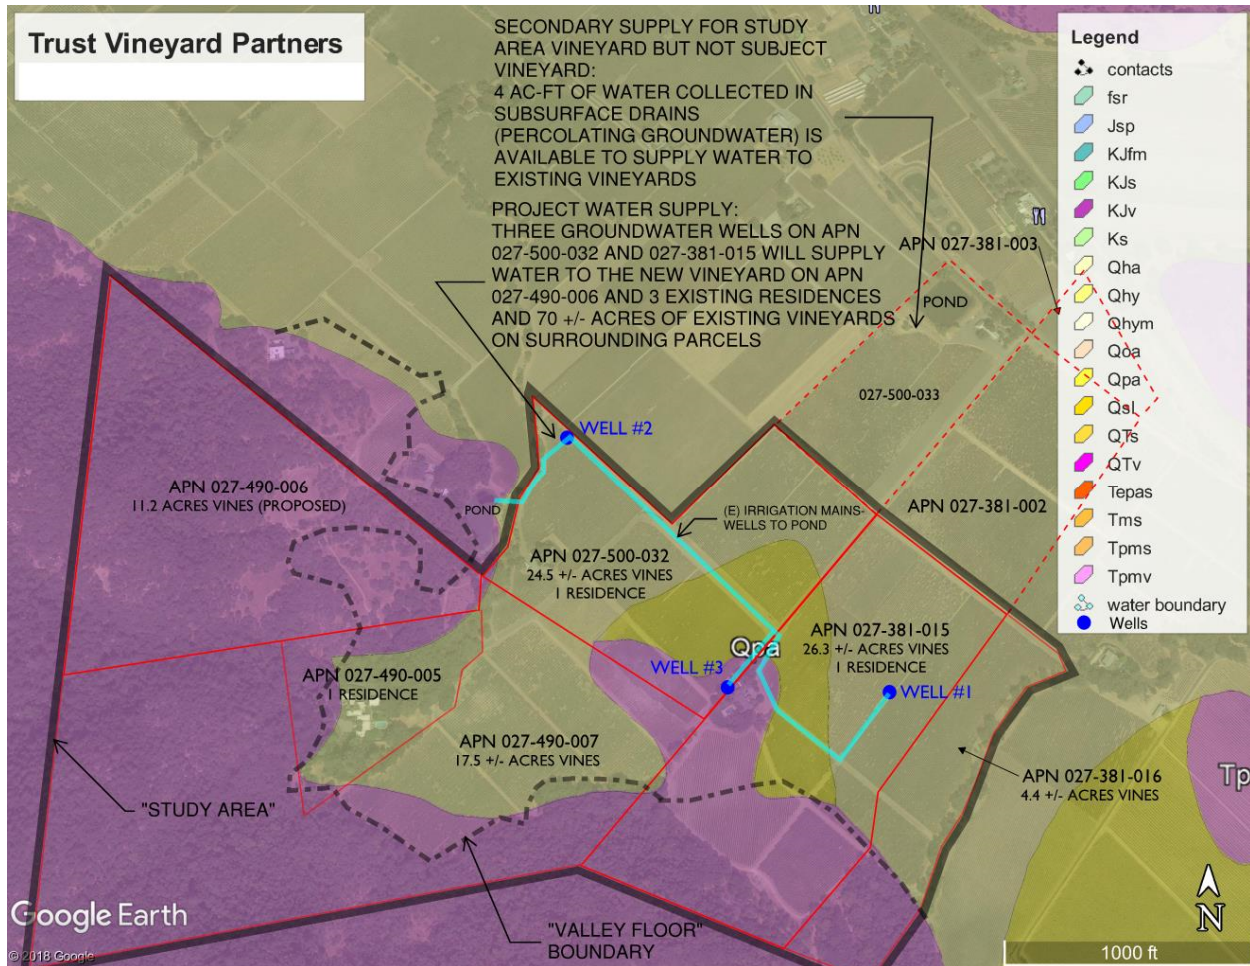 Trust Vineyard Partners
SECONDARY SUPPLY FOR STUDY
AREA VINEYARD BUT NOT SUBJECT
VINEYARD:
4 AC-FT OF WATER COLLECTED IN
SUBSURFACE DRAINS
(PERCOLATING GROUNDWATER) IS
AVAILABLE TO SUPPLY WATER TO
EXISTING VINEYARDS
PROJECT WATER SUPPLY:
THREE GROUNDWATER WELLS ON APN
027-500-032 AND 027-381-015 WILL SUPPLY
WATER TO THE NEW VINEYARD ON APN
027-490-006 AND 3 EXISTING RESIDENCES
AND 70 +/- ACRES OF EXISTING VINEYARDS
ON SURROUNDING PARCELS
Legend
contacts
fsr
Jsp
KJfm
KJs
KJv
Ks
Qha
Qhy
Qhym
Qoa
Qpa
Qsl
QTs
QTv
Tepas
Tms
Tpms
Tpmv
water boundary
Wells
APN 027-381-003
POND
027-500-033
WELL #2
APN 027-490-006
11.2 ACRES VINES (PROPOSED)
POND
(E) IRRIGATION MAINS-
WELLS TO POND
APN 027-381-002
APN 027-500-032
24.5 +/- ACRES VINES
1 RESIDENCE
APN 027-381-015
26.3 +/- ACRES VINES
1 RESIDENCE
Qpa
WELL #3
WELL #1
APN 027-490-005
1 RESIDENCE
APN 027-490-007
17.5 +/- ACRES VINES
APN 027-381-016
4.4 +/- ACRES VINES
Tp
"STUDY AREA"
"VALLEY FLOOR"
BOUNDARY
Google Earth
© 2018 Google
N
1000 ft